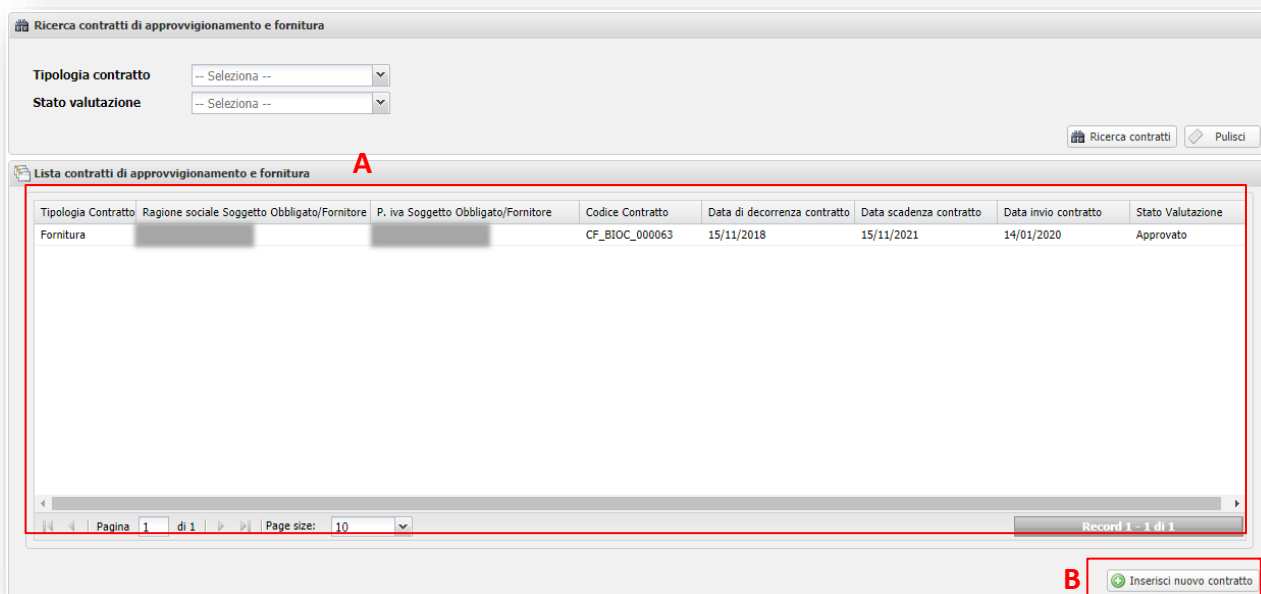 Ricerca contratti di approvvigionamento e fornitura
Tipologia contratto -- Seleziona --
Stato valutazione -- Seleziona --
Ricerca contratti Pulisci
A
Lista contratti di approvvigionamento e fornitura
Tipologia Contratto Ragione sociale Soggetto Obbligato/Fornitore P. iva Soggetto Obbligato/Fornitore Codice Contratto Data di decorrenza contratto Data scadenza contratto Data invio contratto Stato Valutazione
Fornitura CF_BIOC_000063 15/11/2018 15/11/2021 14/01/2020 Approvato
Pagina 1 di 1 Page size: 10 Record 1 - 1 di 1
B Inserisci nuovo contratto